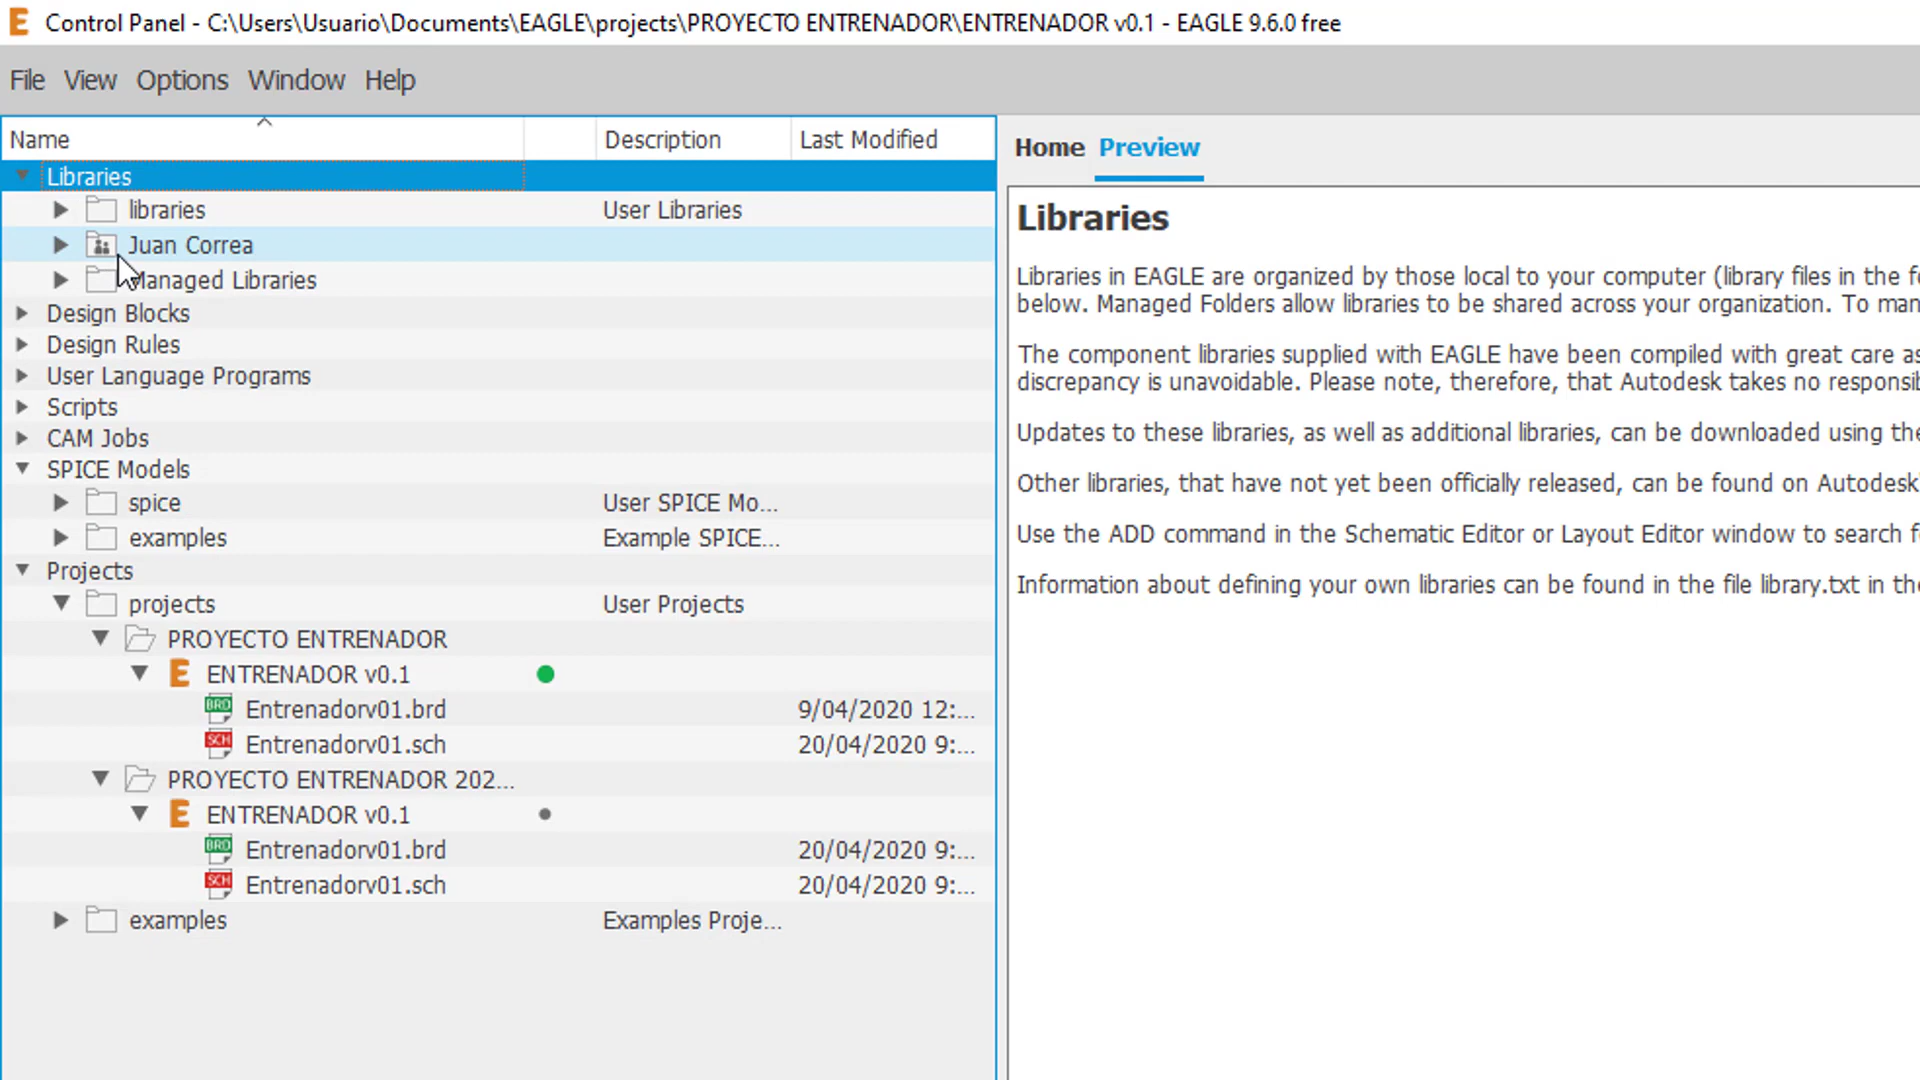 Control Panel - C:\Users\Usuario\Documents\EAGLE\projects\PROYECTO ENTRENADOR\ENTRENADOR v0.1 - EAGLE 9.6.0 free
File View Options Window Help
Name Description Last Modified
Libraries
libraries User Libraries
Juan Correa
Managed Libraries
Design Blocks
Design Rules
User Language Programs
Scripts
CAM Jobs
SPICE Models
spice User SPICE Mo...
examples Example SPICE...
Projects
projects User Projects
PROYECTO ENTRENADOR
ENTRENADOR v0.1
BRD Entrenadorv01.brd 9/04/2020 12:...
SCH Entrenadorv01.sch 20/04/2020 9:...
PROYECTO ENTRENADOR 202...
ENTRENADOR v0.1
BRD Entrenadorv01.brd 20/04/2020 9:...
SCH Entrenadorv01.sch 20/04/2020 9:...
examples Examples Proje...
Home Preview
Libraries
Libraries in EAGLE are organized by those local to your computer (library files in the
below. Managed Folders allow libraries to be shared across your organization. To
The component libraries supplied with EAGLE have been compiled with great care
discrepancy is unavoidable. Please note, therefore, that Autodesk takes no
Updates to these libraries, as well as additional libraries, can be downloaded using
Other libraries, that have not yet been officially released, can be found on Autodesk
Use the ADD command in the Schematic Editor or Layout Editor window to search
Information about defining your own libraries can be found in the file library.txt in